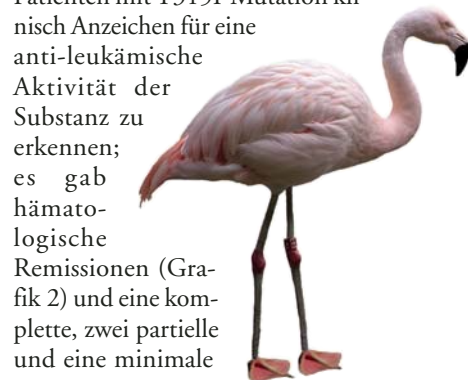 nisch Anzeichen für eine
anti-leukämische
Aktivität der
Substanz zu
erkennen;
es gab
hämato-
logische
Remissionen (Gra-
fik 2) und eine kom-
plette, zwei partielle
und eine minimale